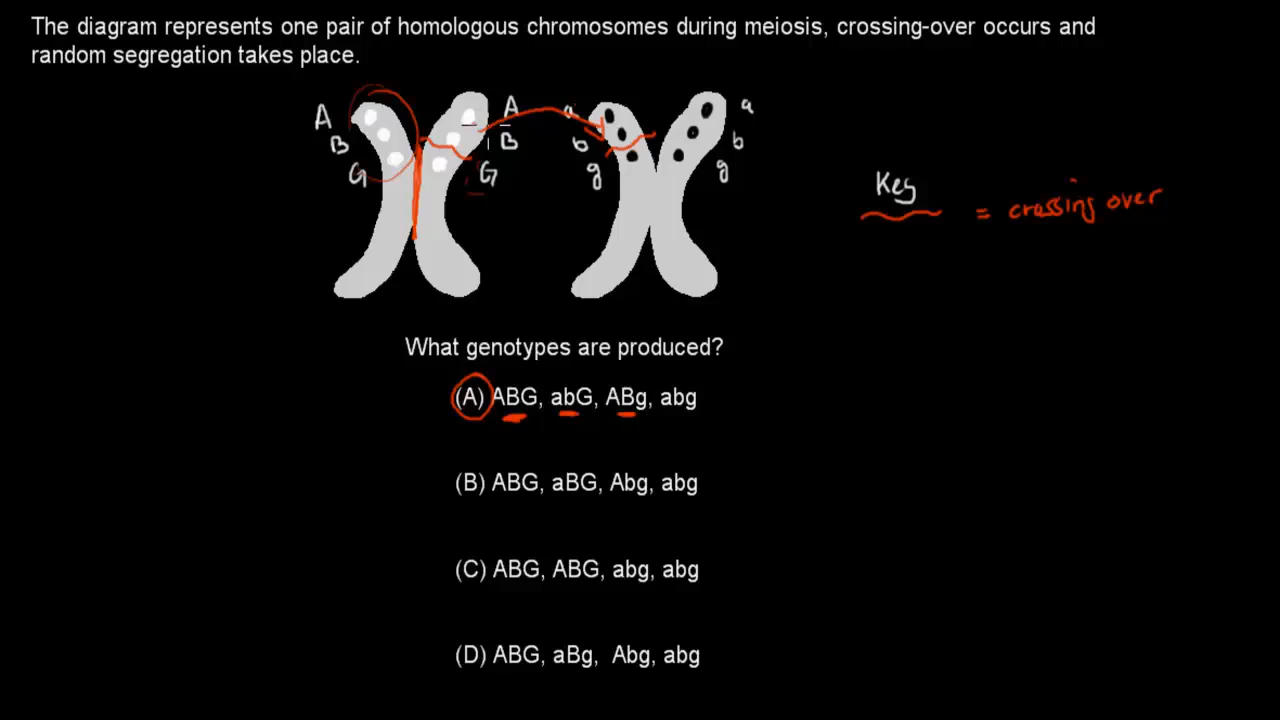 The diagram represents one pair of homologous chromosomes during meiosis, crossing-over occurs and
random segregation takes place.
A A a a
B B b b
G G g g
Key
= crossing over
What genotypes are produced?
(A) ABG, abG, ABg, abg
(B) ABG, aBG, Abg, abg
(C) ABG, ABG, abg, abg
(D) ABG, aBg, Abg, abg